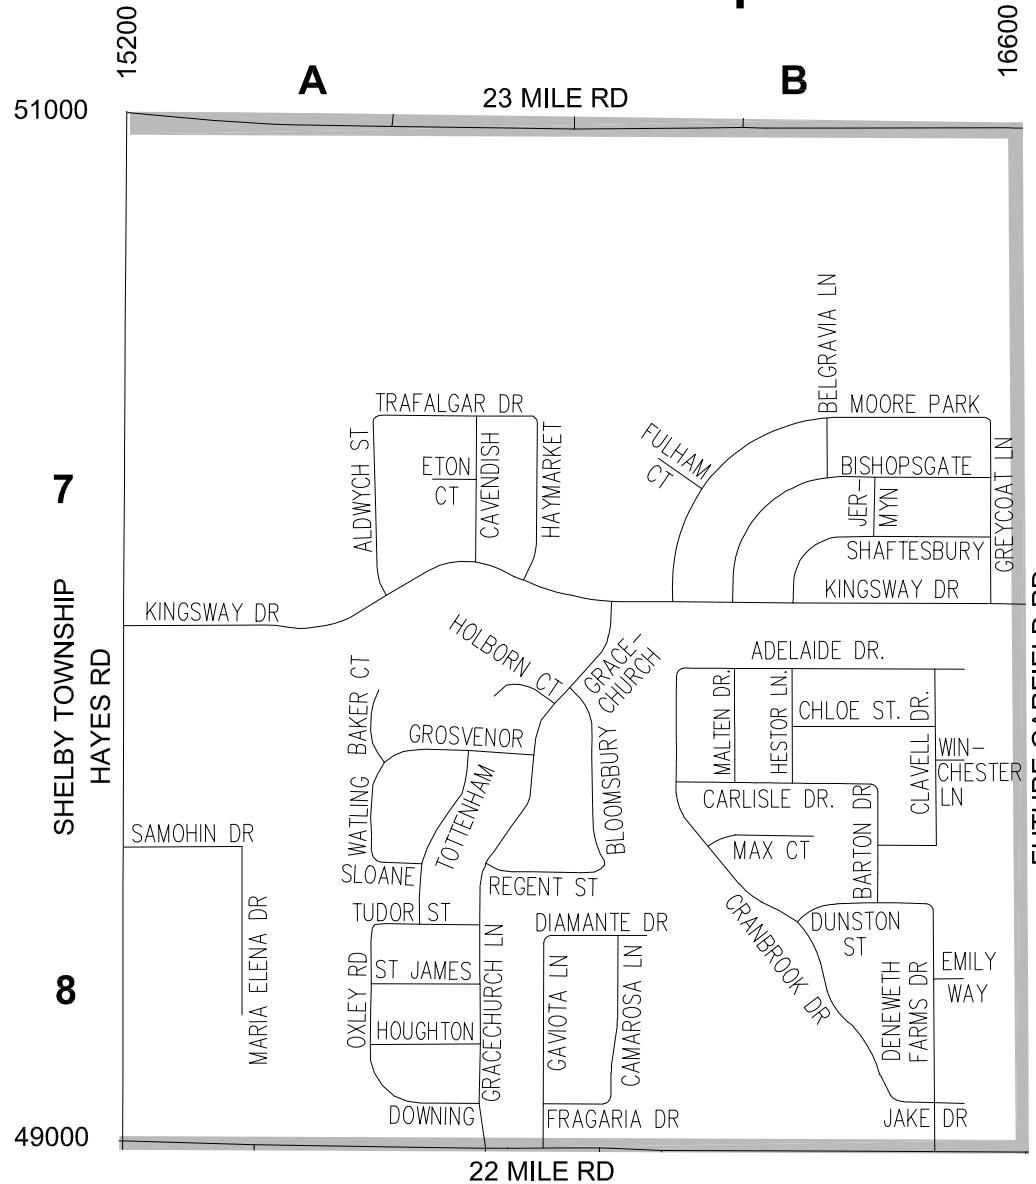 15200
16600
A
B
51000
23 MILE RD
BELGRAVIA LN
TRAFALGAR DR
MOORE PARK
ALDWYCH ST
ETON
CT
CAVENDISH
HAYMARKET
FULHAM
CT
BISHOPSGATE
JER-
MYN
GREYCOAT LN
7
SHAFTESBURY
KINGSWAY DR
KINGSWAY DR
SHELBY TOWNSHIP
HAYES RD
HOLBORN CT
GRACE-
CHURCH
ADELAIDE DR.
BAKER CT
GROSVENOR
MALTEN DR.
HESTOR LN.
CHLOE ST.
CLAVELL DR.
WIN-
CHESTER
LN
WATLING
TOTTENHAM
BLOOMSBURY
CARLISLE DR.
SAMOHIN DR
MAX CT
BARTON DR
SLOANE
REGENT ST
TUDOR ST
DIAMANTE DR
CRANBROOK DR
DUNSTON
ST
MARIA ELENA DR
OXLEY RD
ST JAMES
GRACECHURCH LN
GAVIOTA LN
CAMAROSA LN
DENEWETH
FARMS DR
EMILY
WAY
8
HOUGHTON
DOWNING
FRAGARIA DR
JAKE DR
49000
22 MILE RD